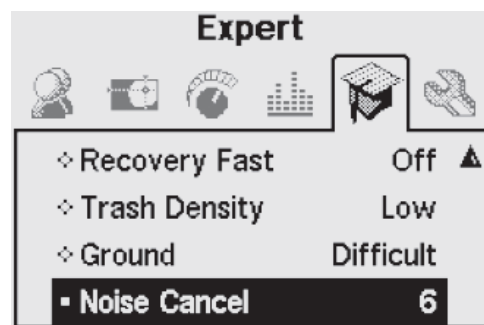 Expert
Recovery Fast Off
Trash Density Low
Ground Difficult
Noise Cancel 6